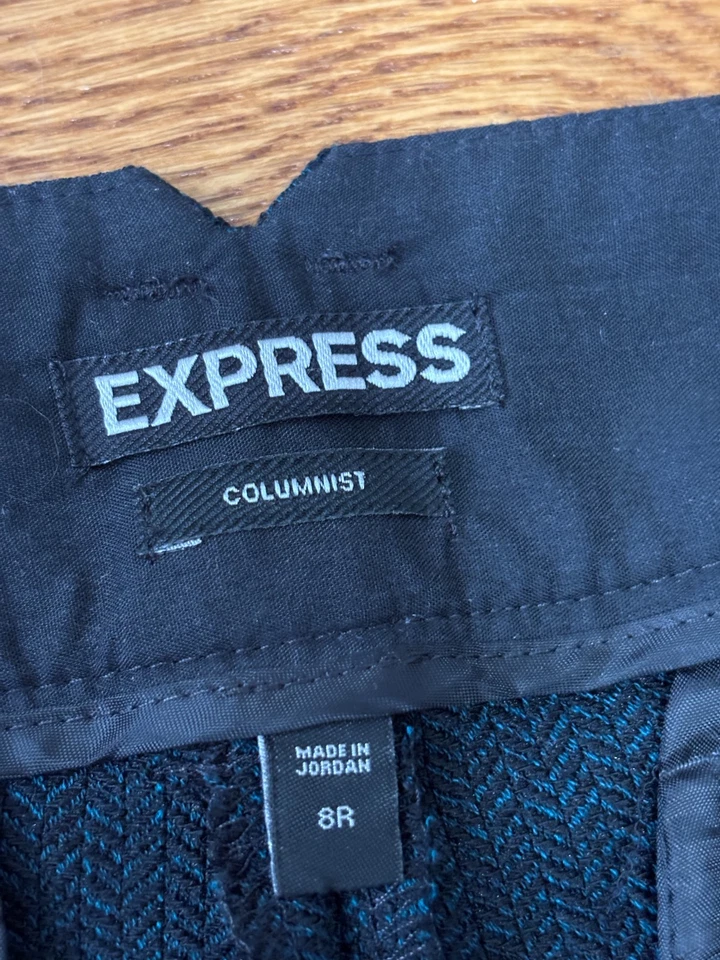 EXPRESS
COLUMNIST
MADE IN
JORDAN
8R